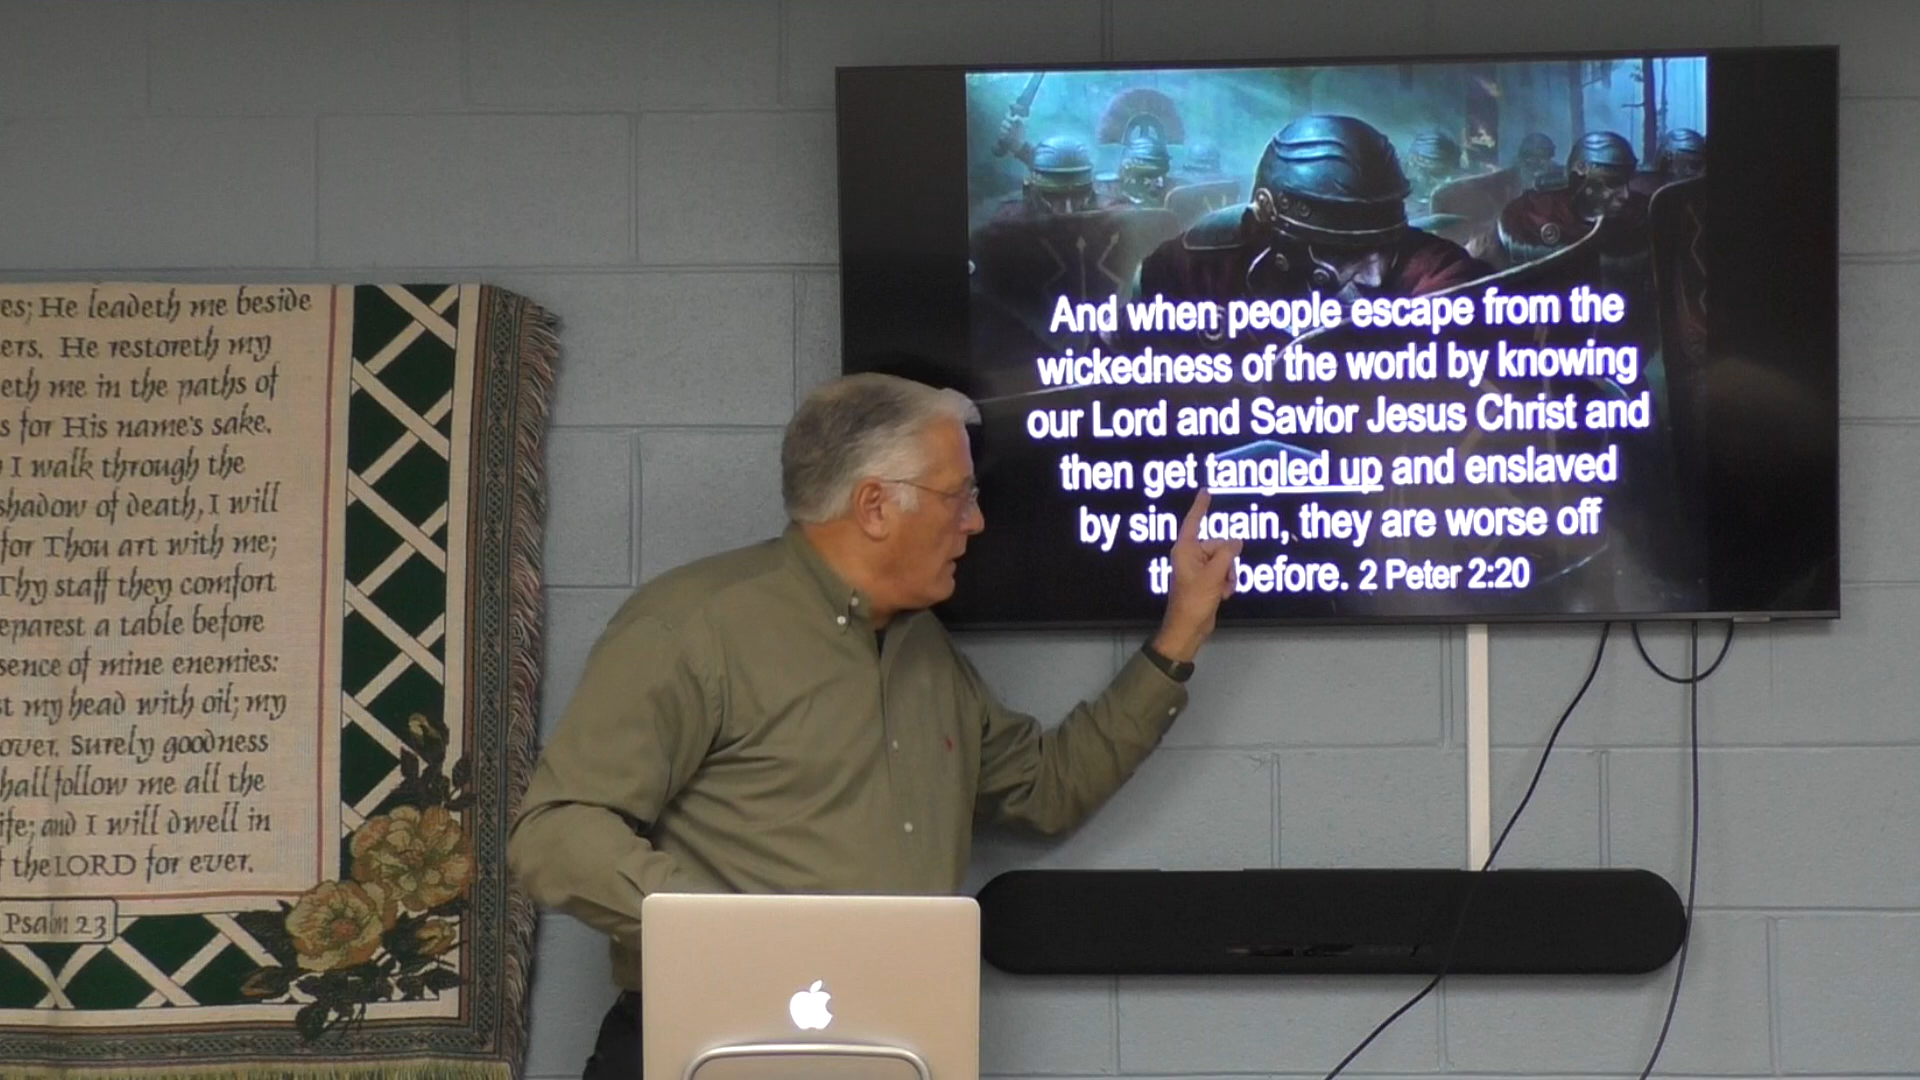 es; He leadeth me beside
ers. He restoreth my
eth me in the paths of
s for His name's sake.
I walk through the
shadow of death, I will
for Thou art with me;
Thy staff they comfort
eparest a table before
sence of mine enemies:
st my head with oil; my
over. Surely goodness
hall follow me all the
ife; and I will dwell in
f the LORD for ever.
Psalm 23
And when people escape from the
wickedness of the world by knowing
our Lord and Savior Jesus Christ and
then get tangled up and enslaved
by sin again, they are worse off
th before. 2 Peter 2:20